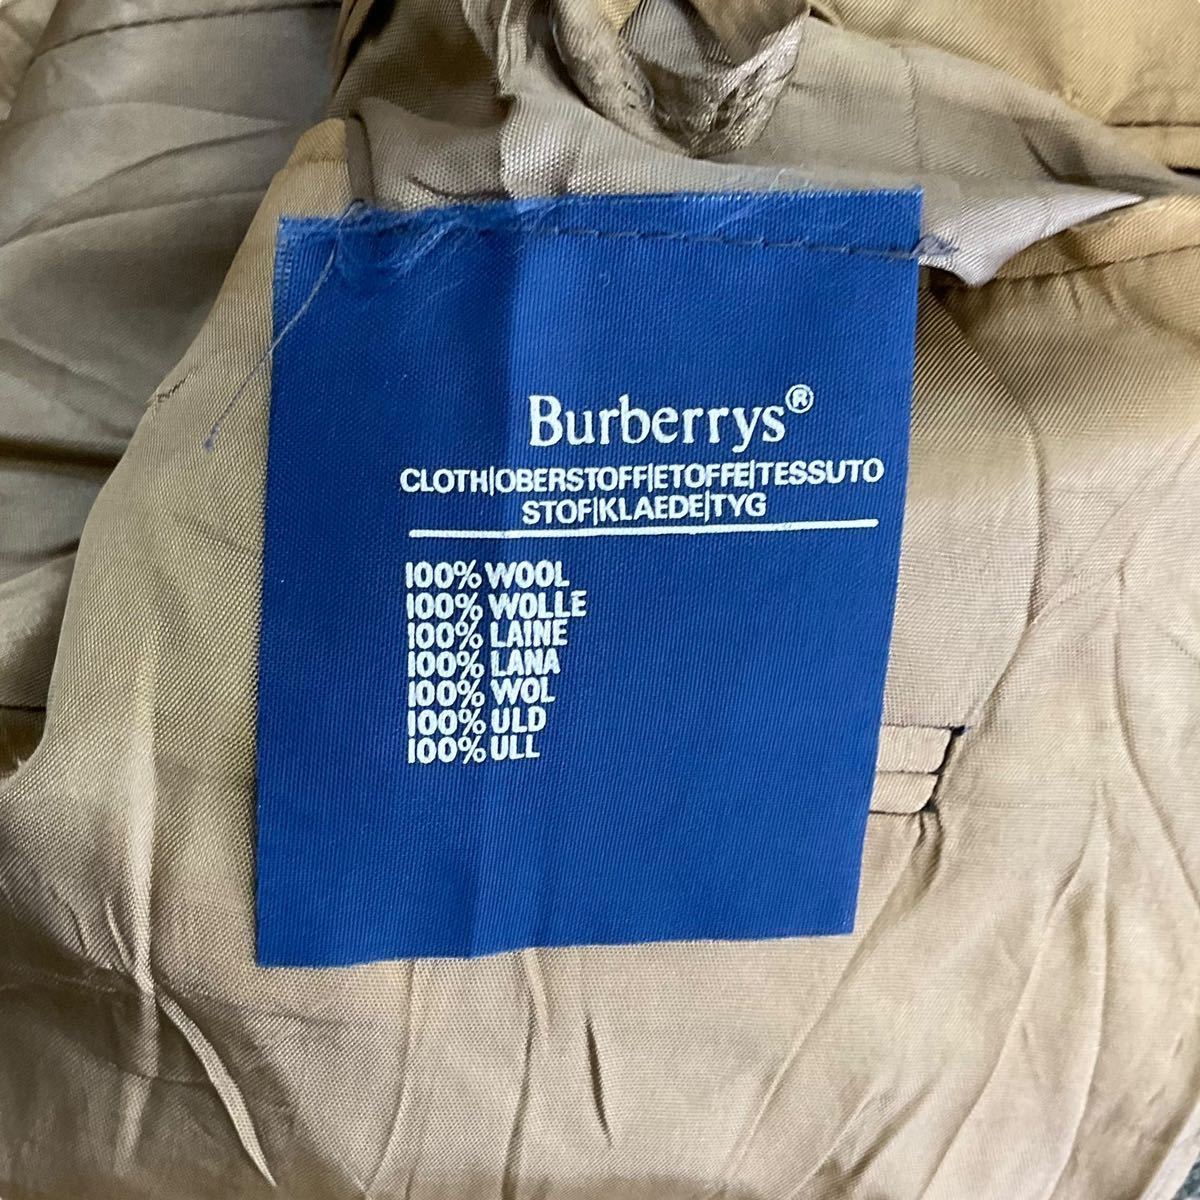 Burberrys®
CLOTH|OBERSTOFF|ETOFFE|TESSUTO
STOF|KLAEDE|TYG
100% WOOL
100% WOLLE
100% LAINE
100% LANA
100% WOL
100% ULD
100% ULL